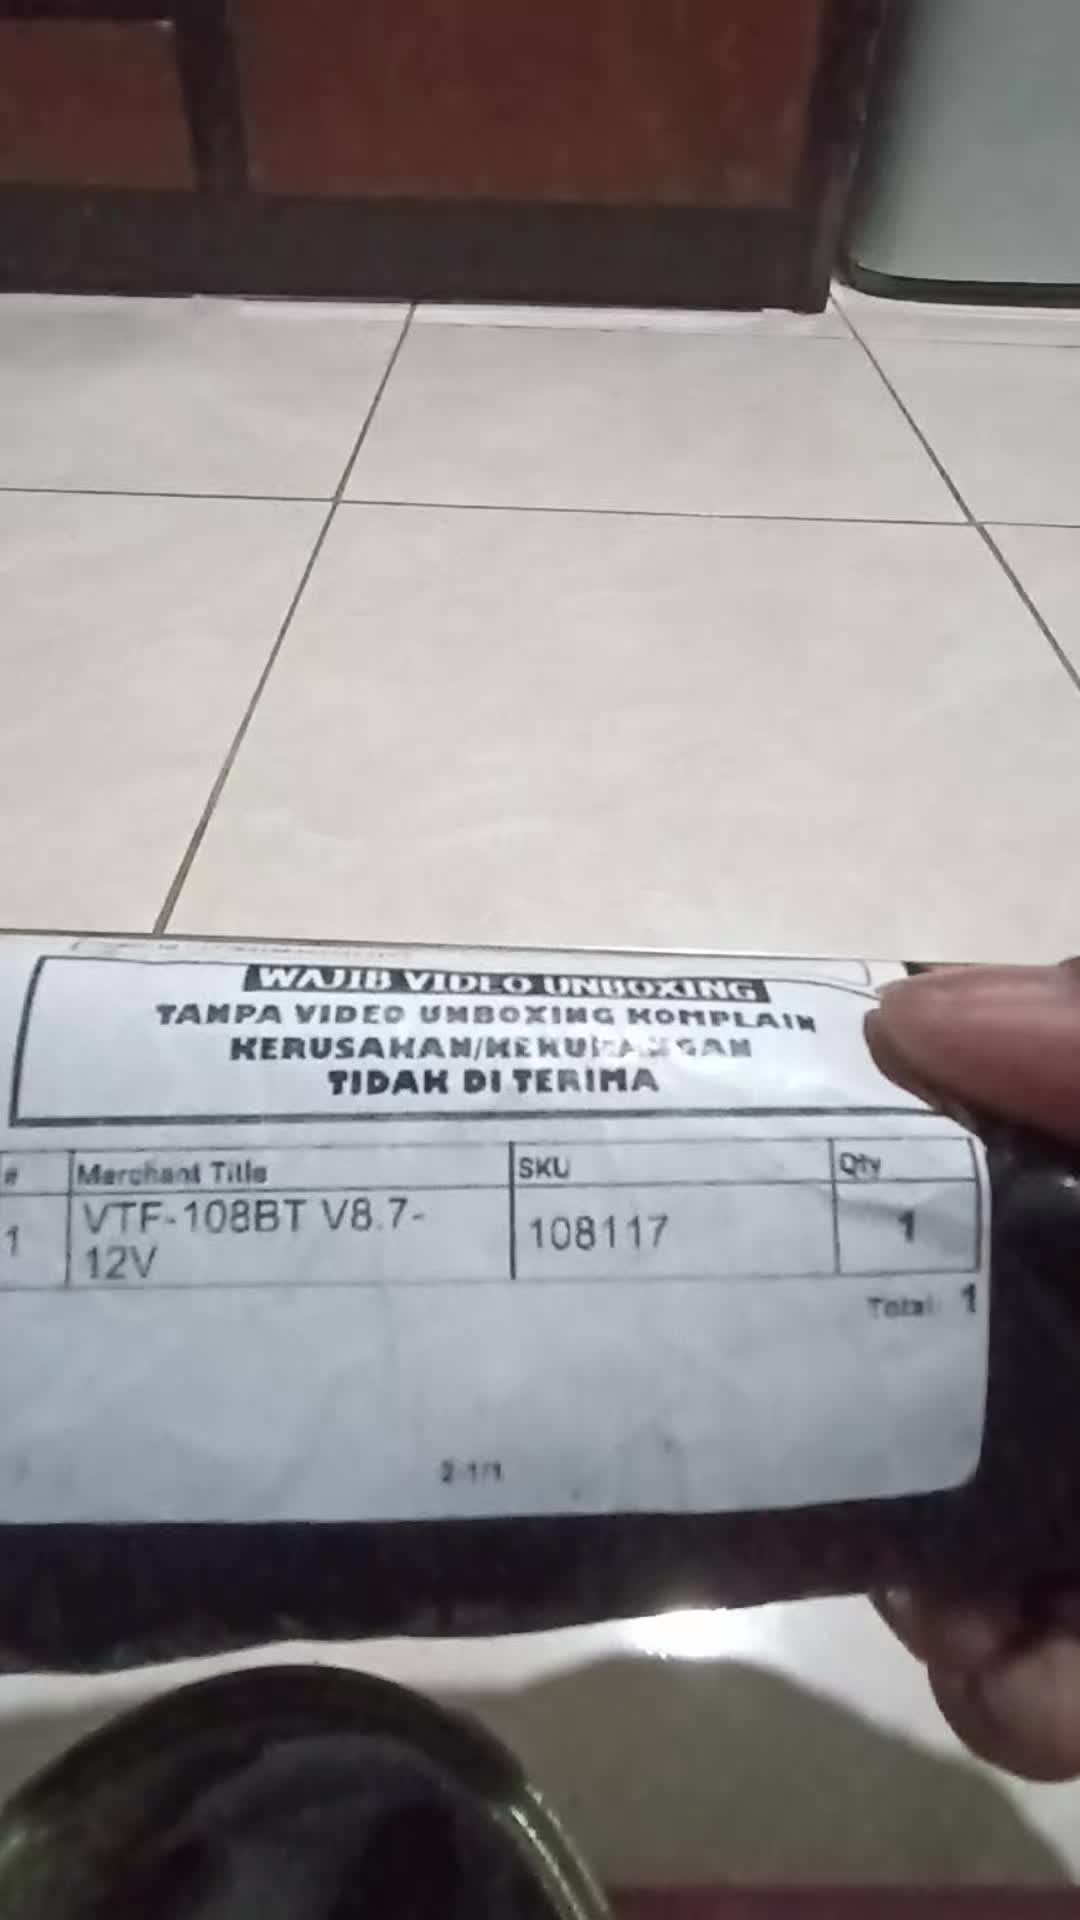 WAJIB VIDEO UNBOXING
TANPA VIDEO UNBOXING KOMPLAIN
KERUSAKAN/KEKURANGAN
TIDAK DI TERIMA
# Merchant Title SKU Qty
1 VTF-108BT V8.7-12V 108117 1
Total: 1